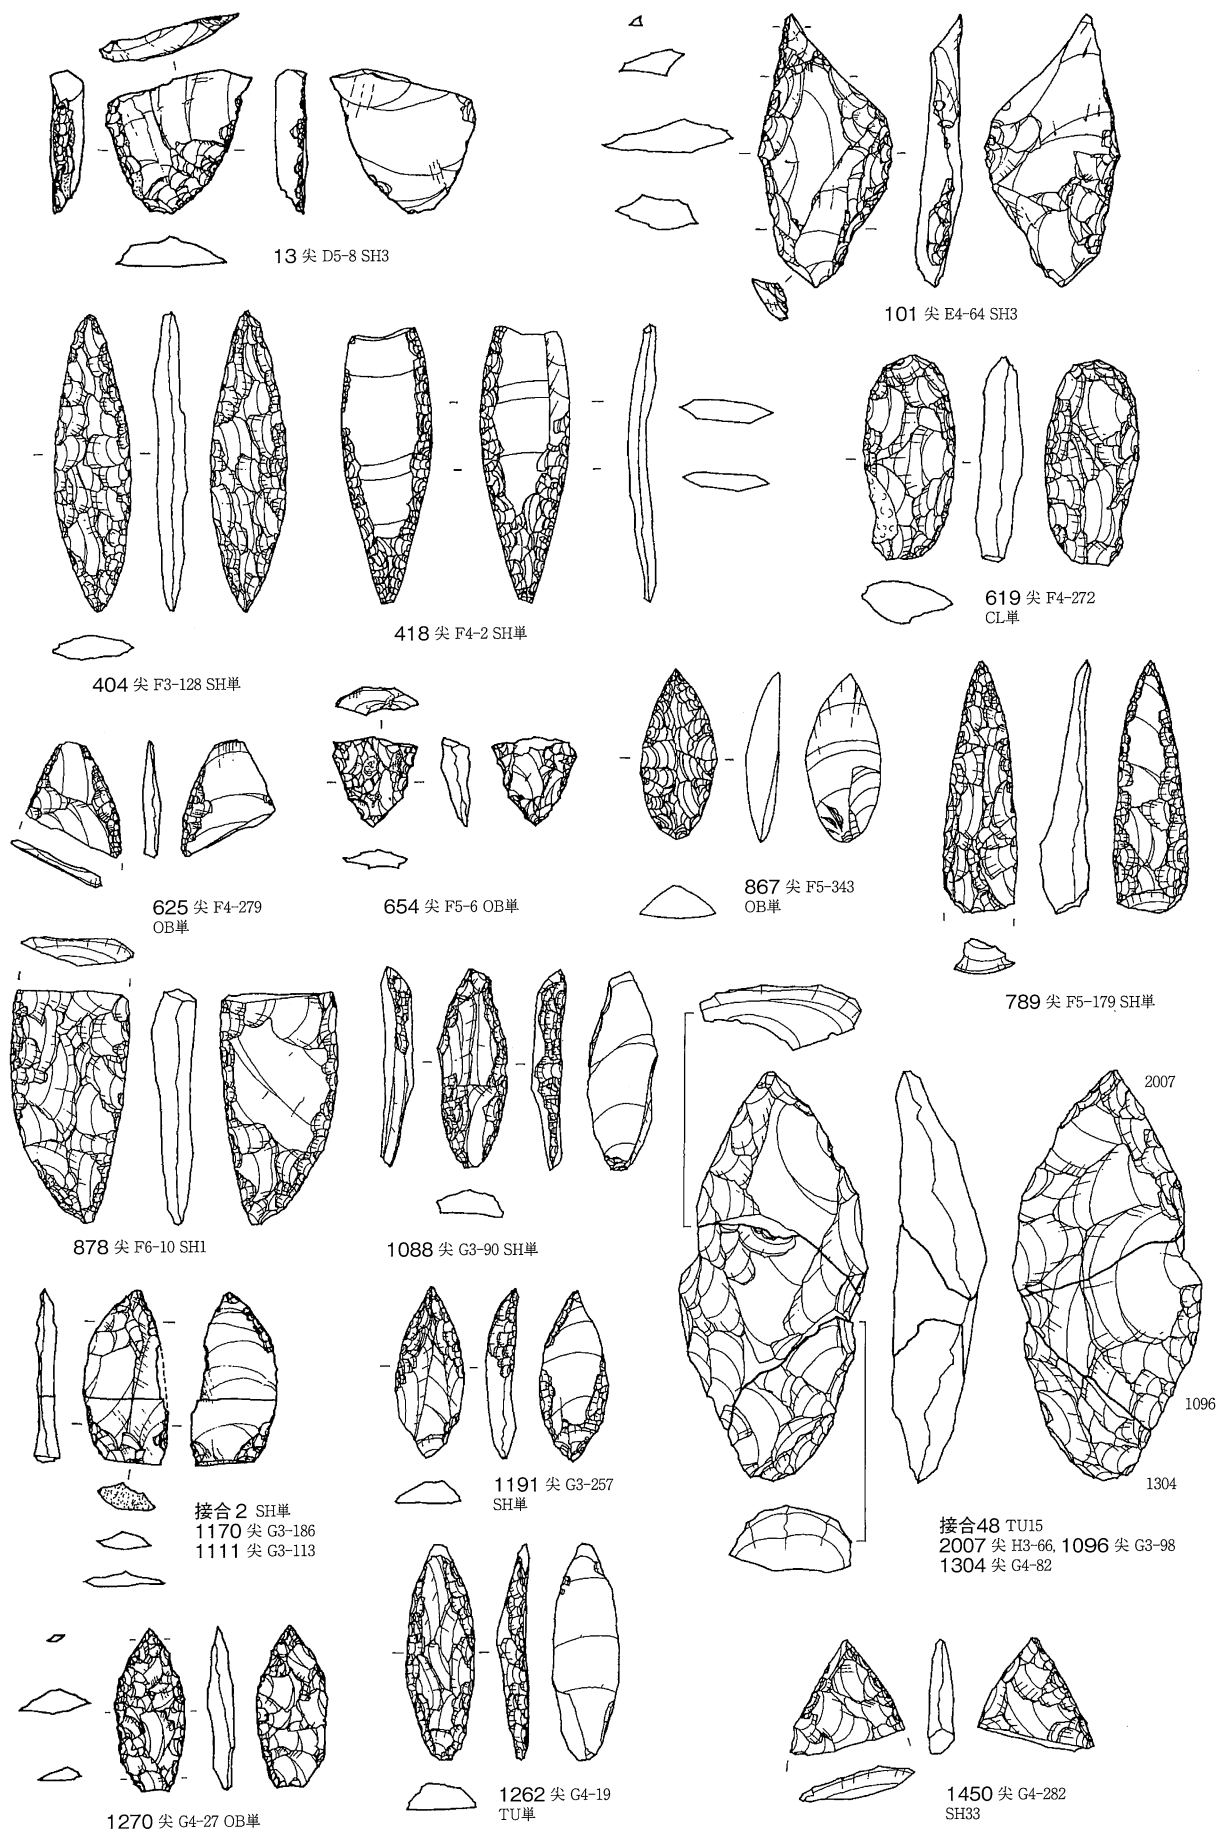 13 尖 D5-8 SH3
101 尖 E4-64 SH3
404 尖 F3-128 SH単
418 尖 F4-2 SH単
619 尖 F4-272
CL単
625 尖 F4-279
OB単
654 尖 F5-6 OB単
867 尖 F5-343
OB単
789 尖 F5-179 SH単
878 尖 F6-10 SH1
1088 尖 G3-90 SH単
2007
1096
1304
接合2 SH単
1170 尖 G3-186
1111 尖 G3-113
1191 尖 G3-257
SH単
接合48 TU15
2007 尖 H3-66, 1096 尖 G3-98
1304 尖 G4-82
1270 尖 G4-27 OB単
1262 尖 G4-19
TU単
1450 尖 G4-282
SH33